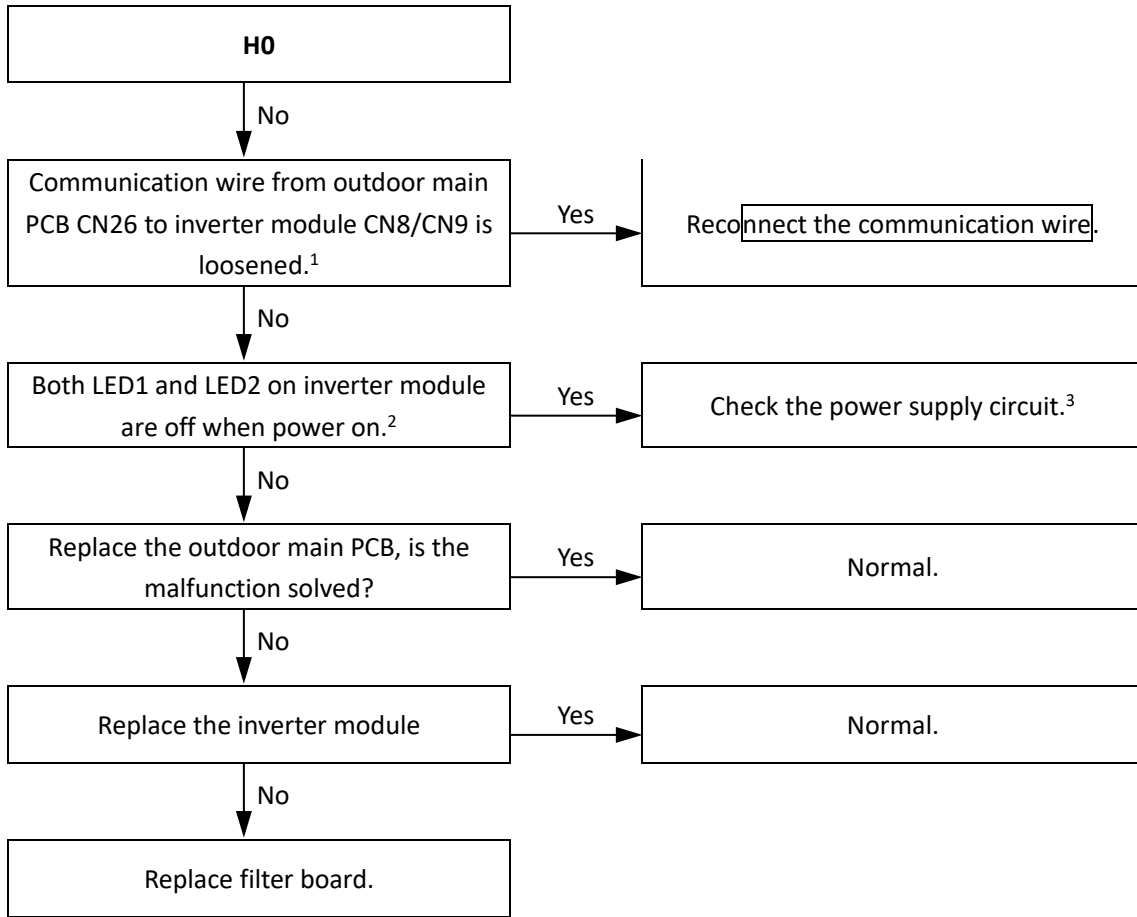 H0
No
Communication wire from outdoor main
PCB CN26 to inverter module CN8/CN9 is
loosened.1
Yes
Reconnect the communication wire.
No
Both LED1 and LED2 on inverter module
are off when power on.2
Yes
Check the power supply circuit.3
No
Replace the outdoor main PCB, is the
malfunction solved?
Yes
Normal.
No
Replace the inverter module
Yes
Normal.
No
Replace filter board.